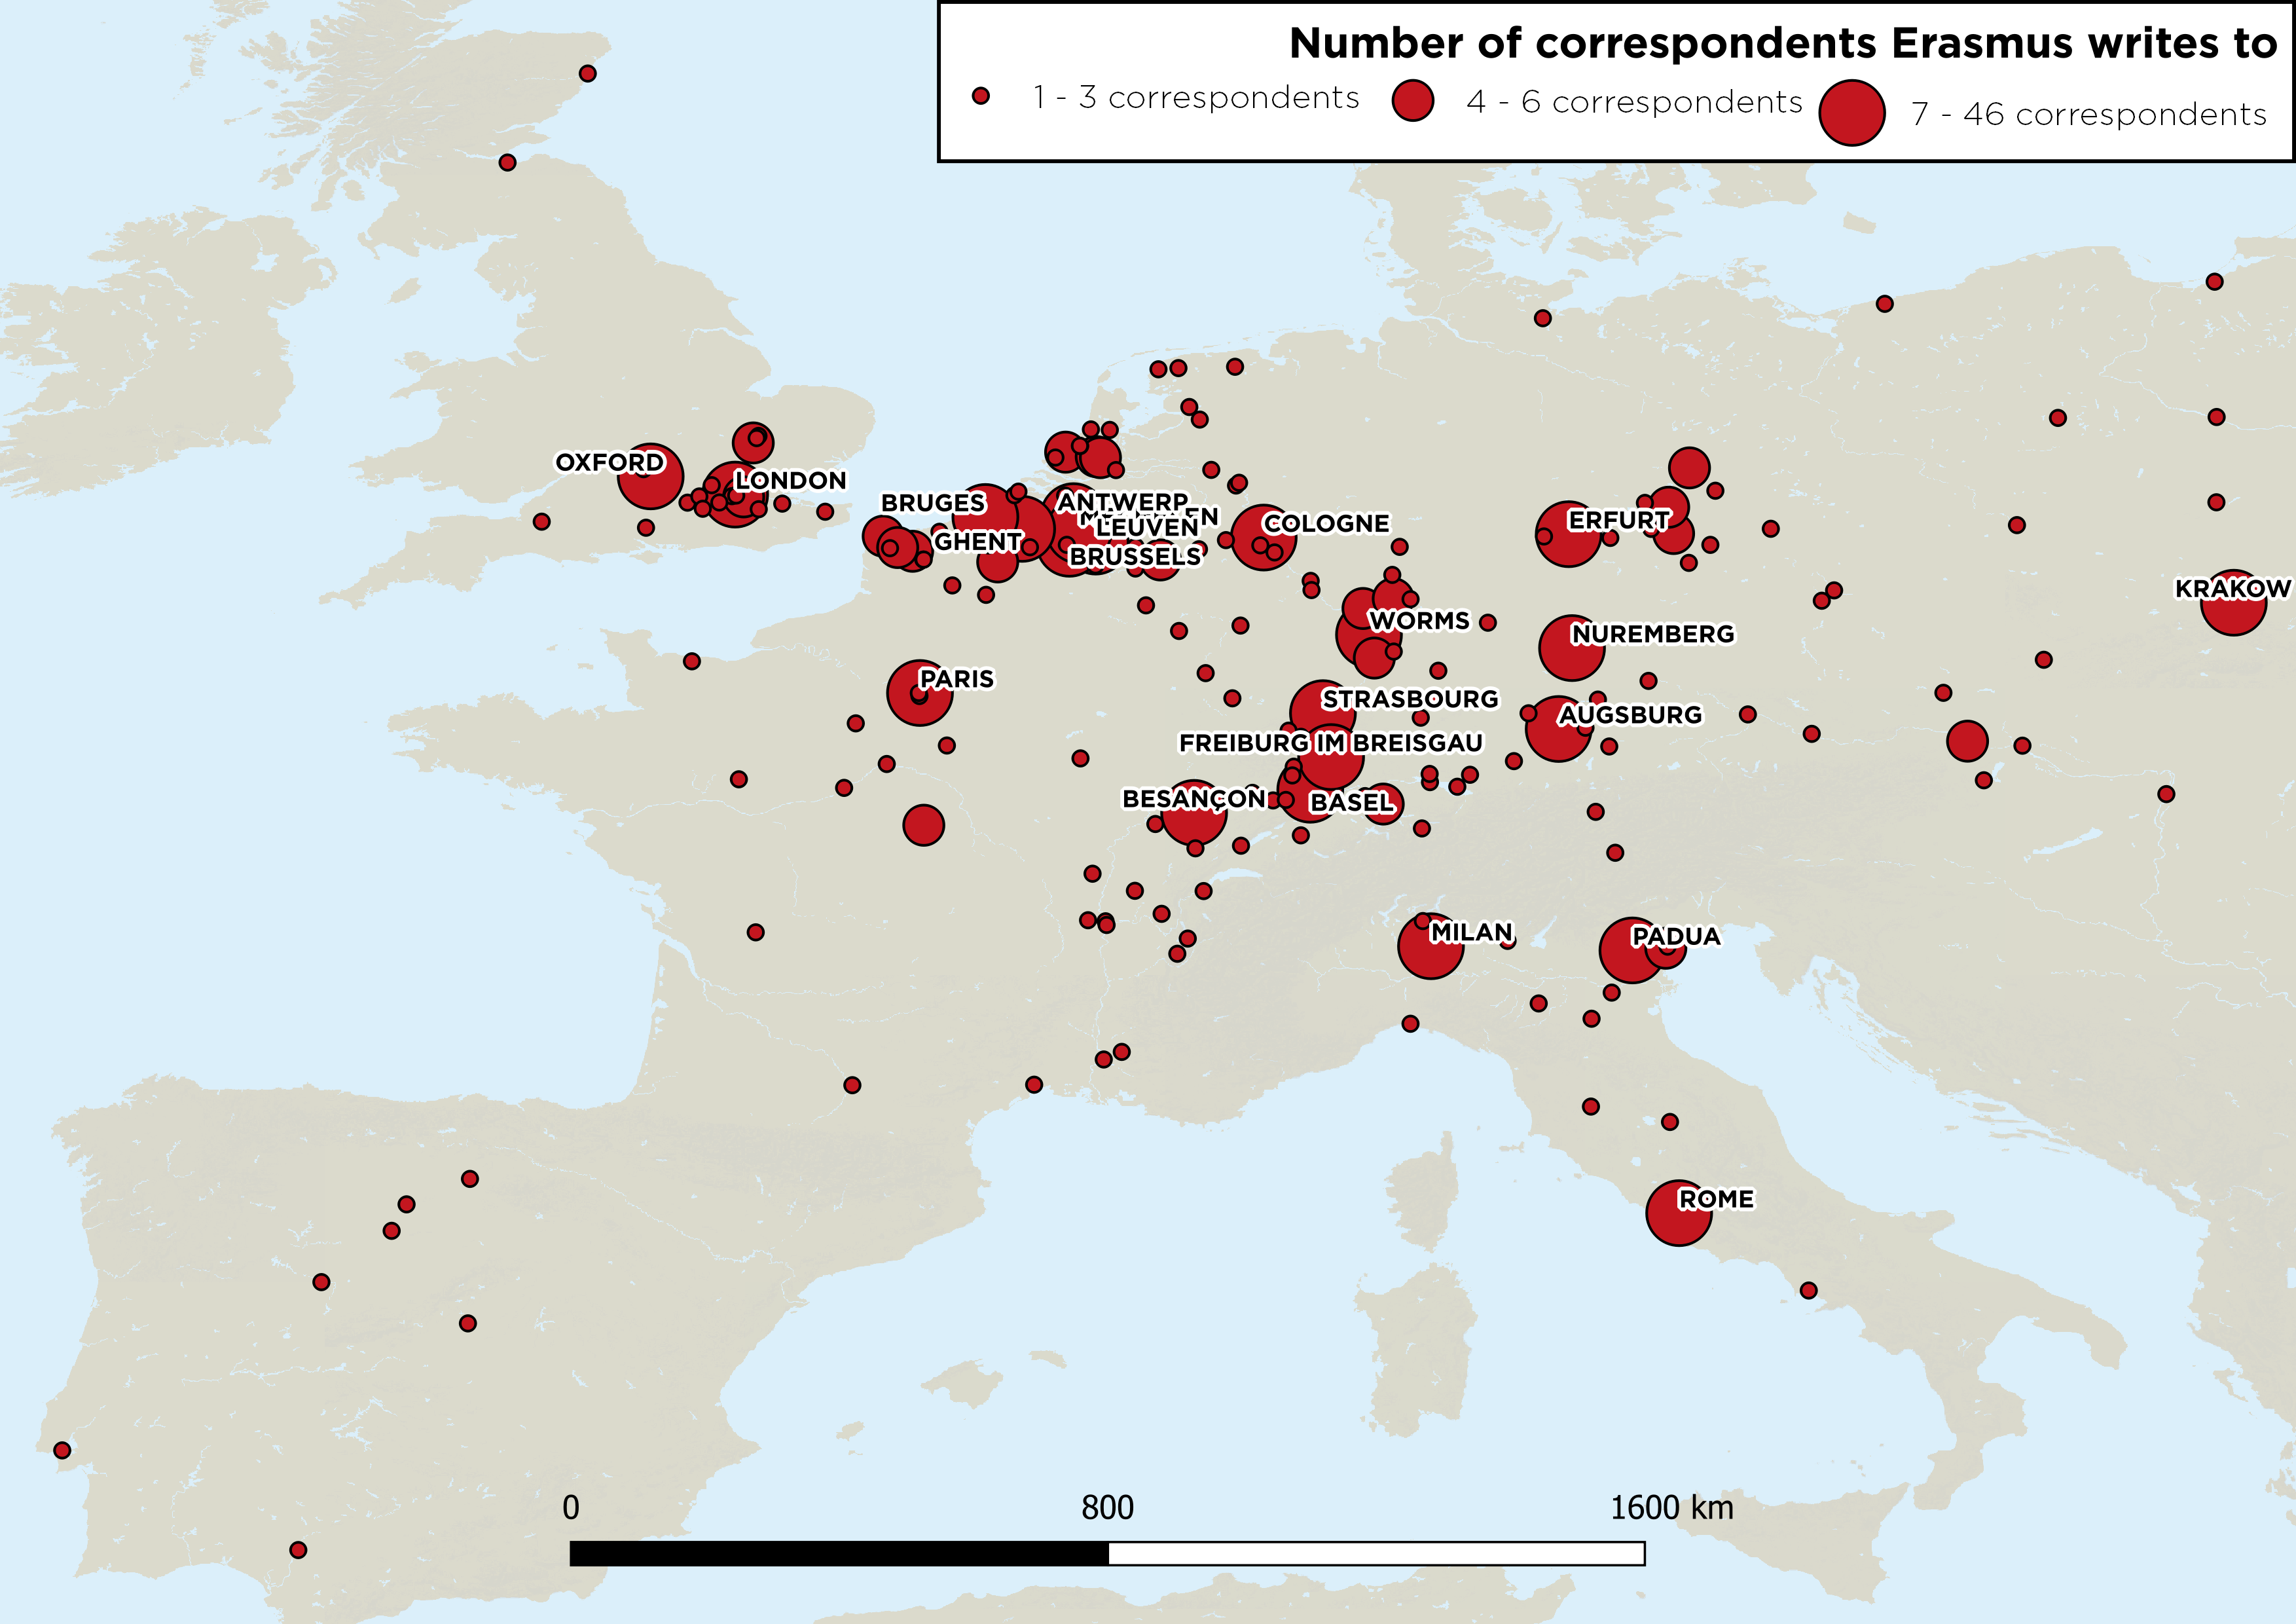 Number of correspondents Erasmus writes to
1 - 3 correspondents
4 - 6 correspondents
7 - 46 correspondents
OXFORD
LONDON
BRUGES
ANTWERP
LEUVEN
GHENT
BRUSSELS
COLOGNE
ERFURT
KRAKOW
WORMS
NUREMBERG
PARIS
STRASBOURG
AUGSBURG
FREIBURG IM BREISGAU
BESANÇON
BASEL
MILAN
PADUA
ROME
0
800
1600 km